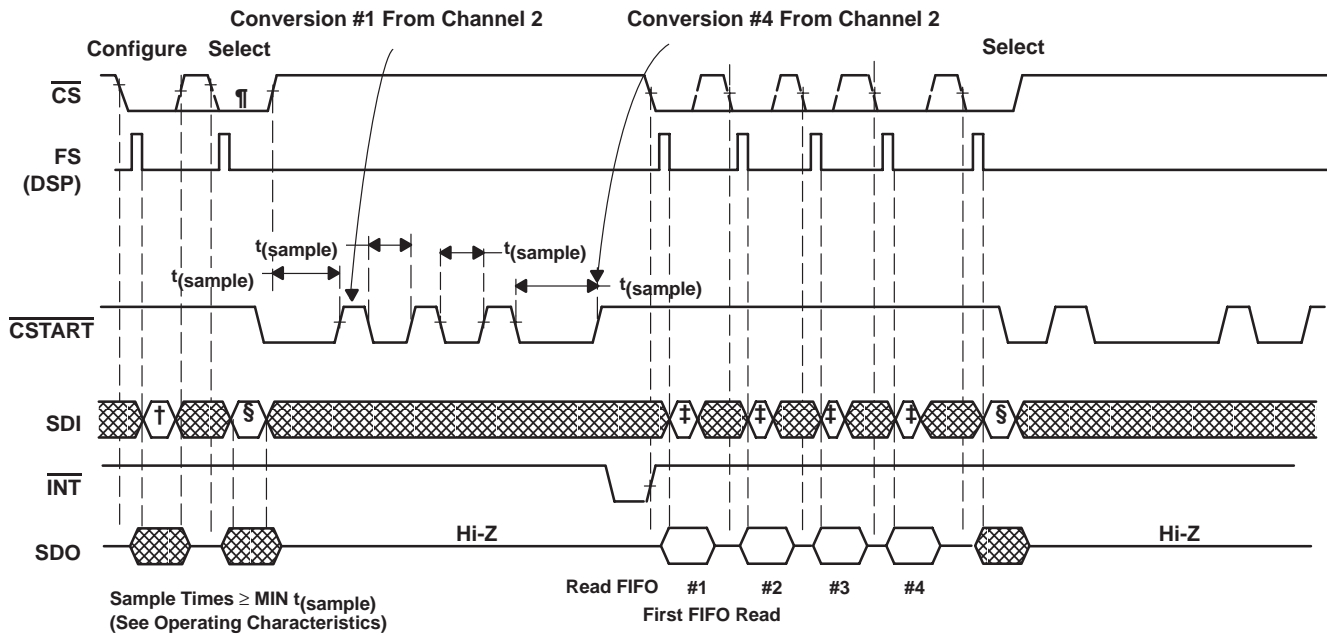 Conversion #1 From Channel 2
Conversion #4 From Channel 2
Configure
Select
Select
CS
¶
FS
(DSP)
t(sample)
t(sample)
t(sample)
t(sample)
CSTART
SDI
†
§
‡
‡
‡
‡
§
INT
SDO
Hi-Z
Hi-Z
Read FIFO
#1
#2
#3
#4
First FIFO Read
Sample Times ≥ MIN t(sample)
(See Operating Characteristics)